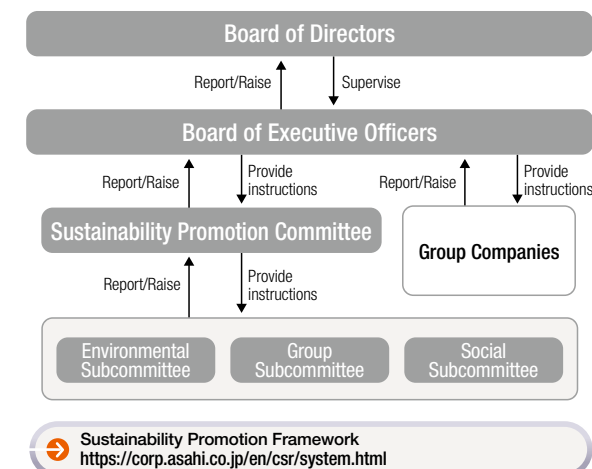 Board of Directors
Report/Raise
Supervise
Board of Executive Officers
Report/Raise
Provide
instructions
Report/Raise
Provide
instructions
Sustainability Promotion Committee
Group Companies
Report/Raise
Provide
instructions
Environmental
Subcommittee
Group
Subcommittee
Social
Subcommittee
Sustainability Promotion Framework
https://corp.asahi.co.jp/en/csr/system.html